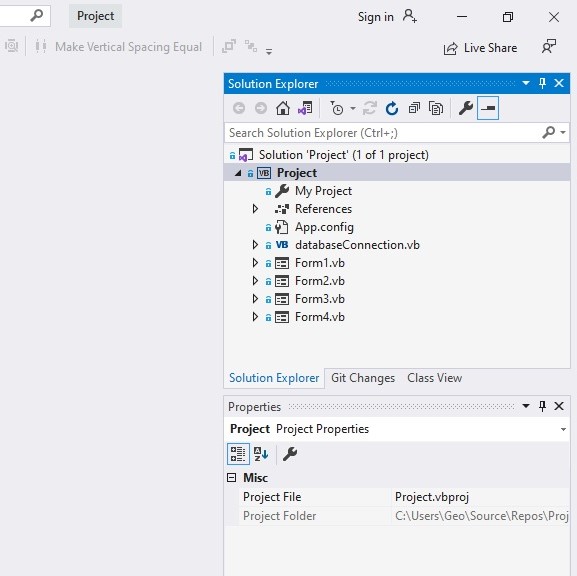 Project
Sign in
Make Vertical Spacing Equal
Live Share
Solution Explorer
Search Solution Explorer (Ctrl+;)
Solution 'Project' (1 of 1 project)
VB Project
My Project
References
App.config
VB databaseConnection.vb
Form1.vb
Form2.vb
Form3.vb
Form4.vb
Solution Explorer Git Changes Class View
Properties
Project Project Properties
Misc
Project File Project.vbproj
Project Folder C:\Users\Geo\Source\Repos\Proj